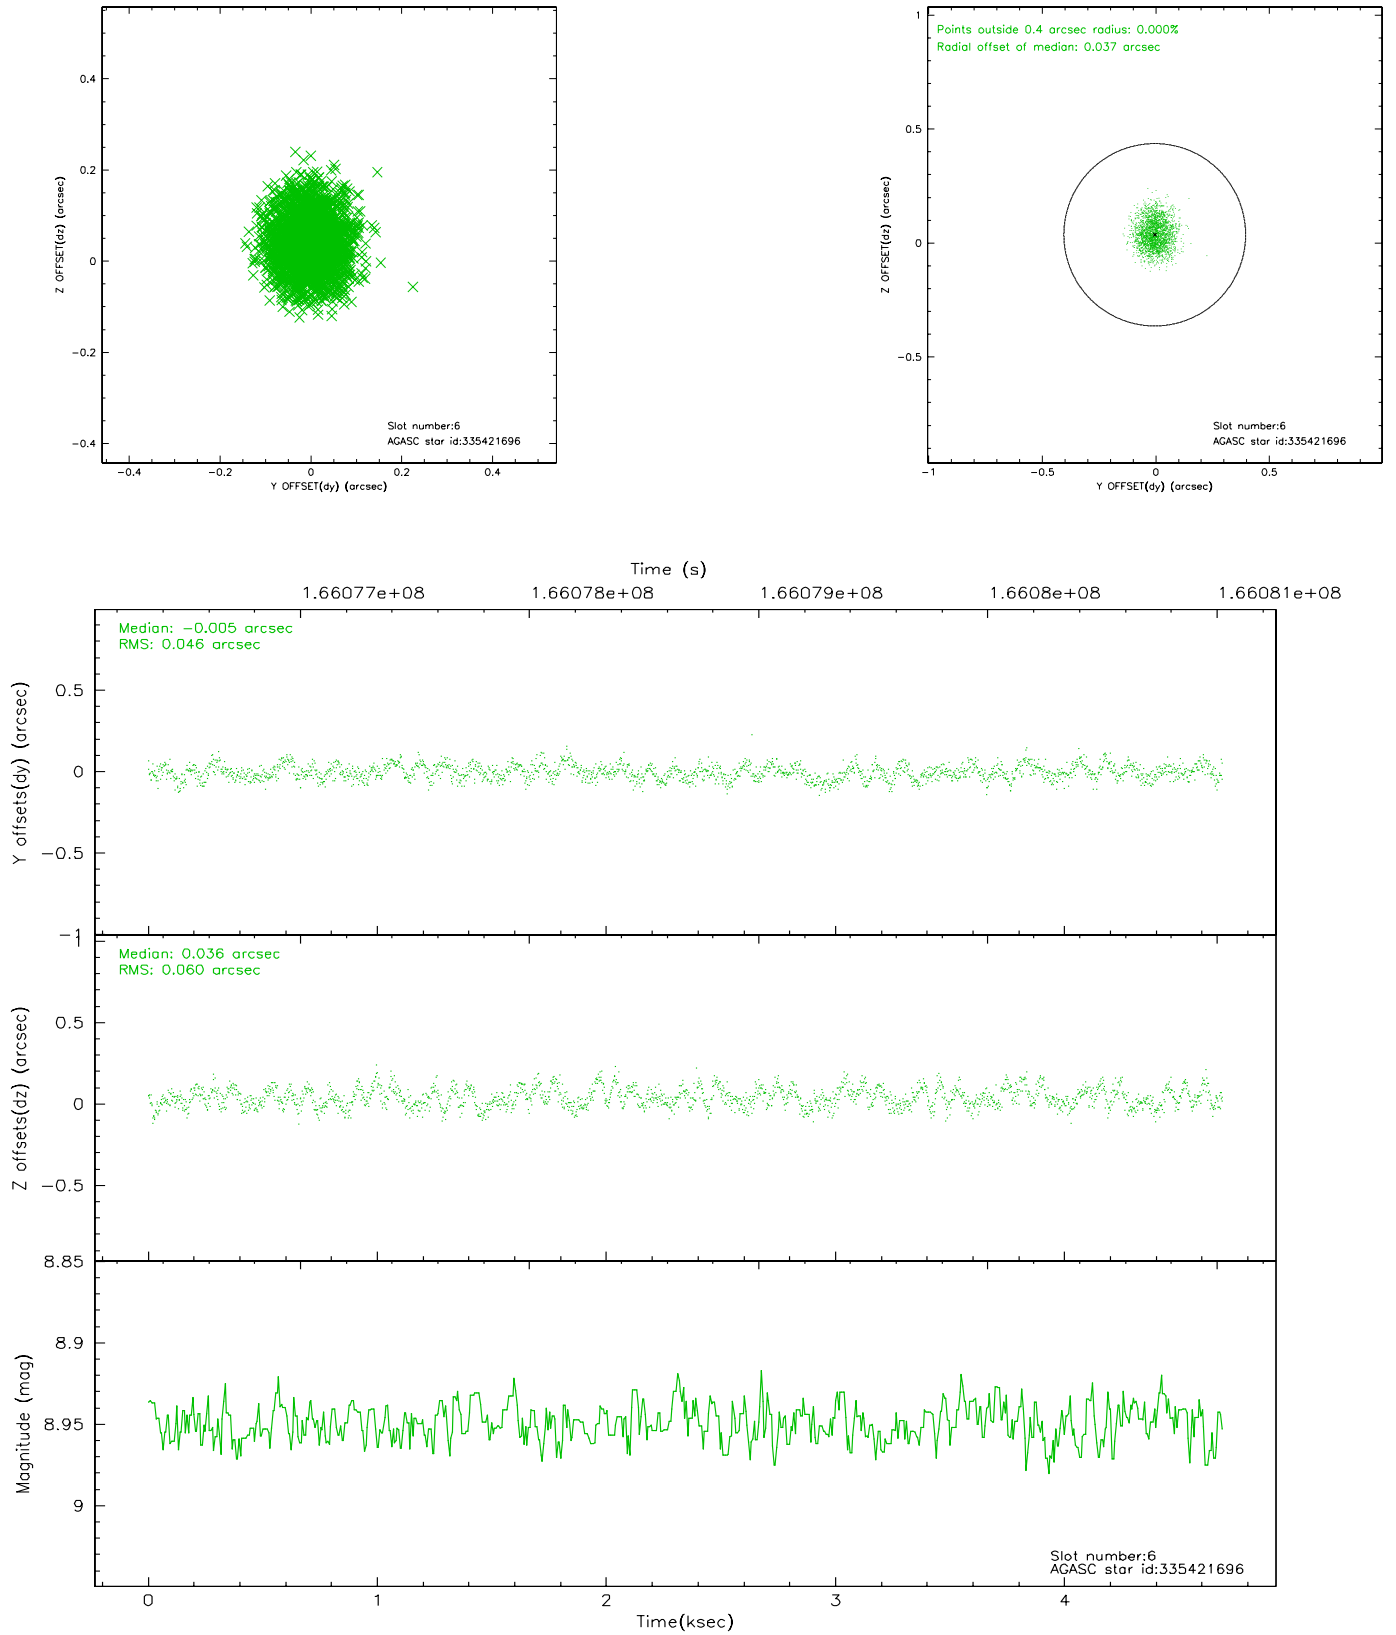 0.4
0.2
0
−0.2
−0.4
Z OFFSET(dz) (arcsec)
Slot number:6
AGASC star id:335421696
−0.4
−0.2
0
0.2
0.4
Y OFFSET(dy) (arcsec)
Points outside 0.4 arcsec radius: 0.000%
Radial offset of median: 0.037 arcsec
1
0.5
0
−0.5
Z OFFSET(dz) (arcsec)
Slot number:6
AGASC star id:335421696
−1
−0.5
0
0.5
Y OFFSET(dy) (arcsec)
Time (s)
1.66077e+08
1.66078e+08
1.66079e+08
1.6608e+08
1.66081e+08
Median: −0.005 arcsec
RMS: 0.046 arcsec
0.5
0
−0.5
−1
Y offsets(dy) (arcsec)
Median: 0.036 arcsec
RMS: 0.060 arcsec
1
0.5
0
−0.5
Z offsets(dz) (arcsec)
8.85
8.9
8.95
9
Magnitude (mag)
Slot number:6
AGASC star id:335421696
0
1
2
3
4
Time(ksec)